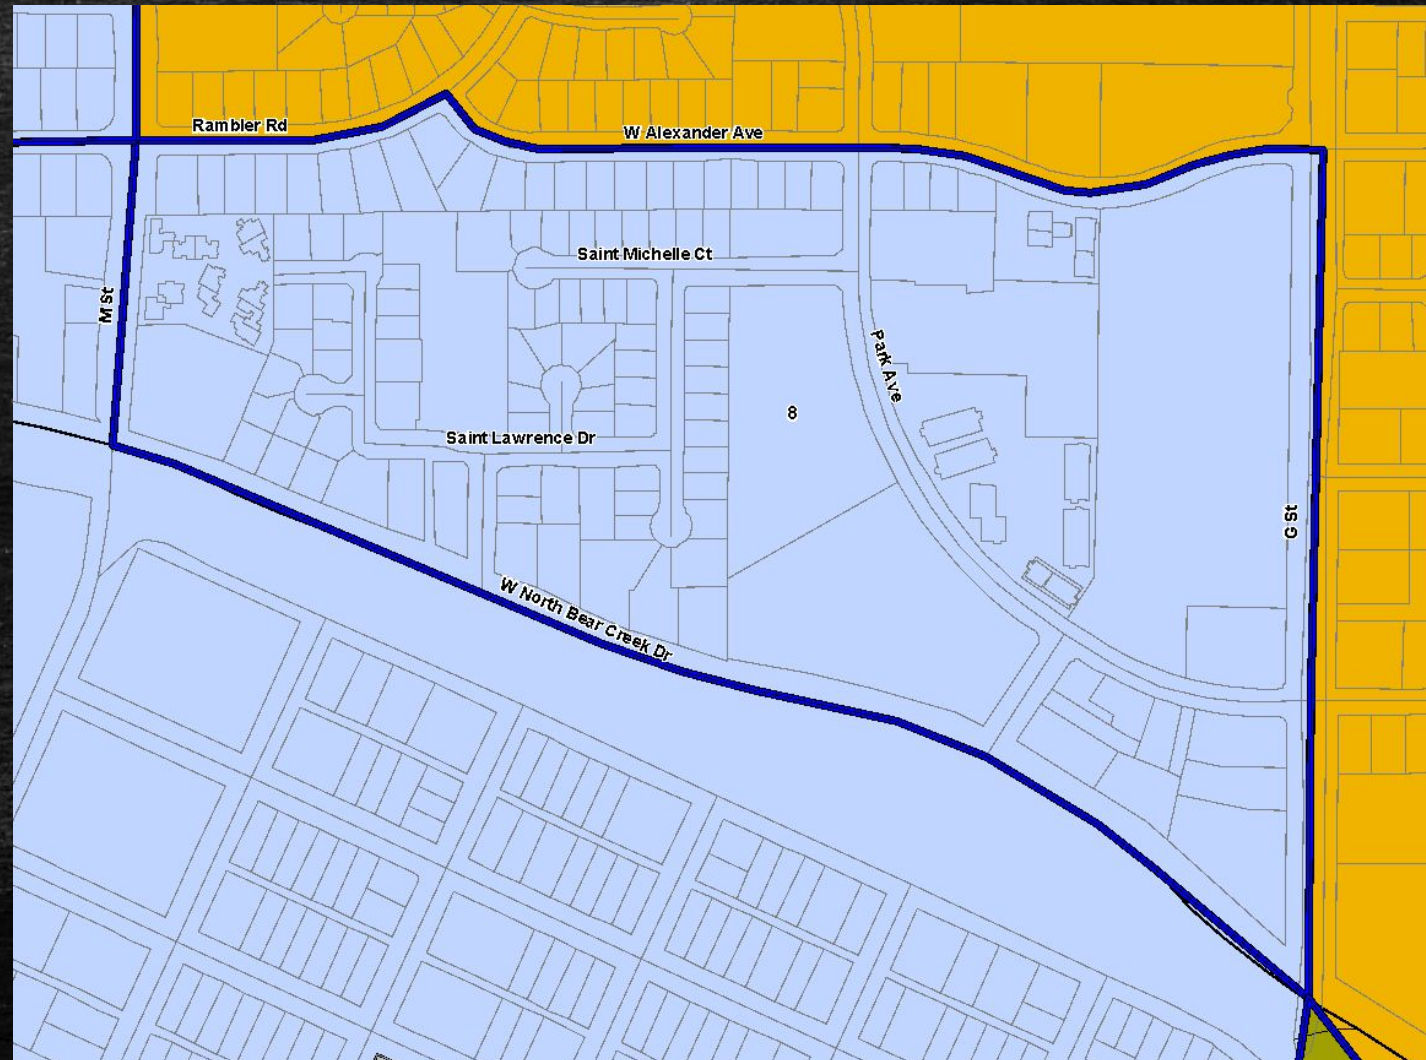 Rambler Rd
W Alexander Ave
Saint Michelle Ct
M St
Park Ave
8
Saint Lawrence Dr
G St
W North Bear Creek Dr